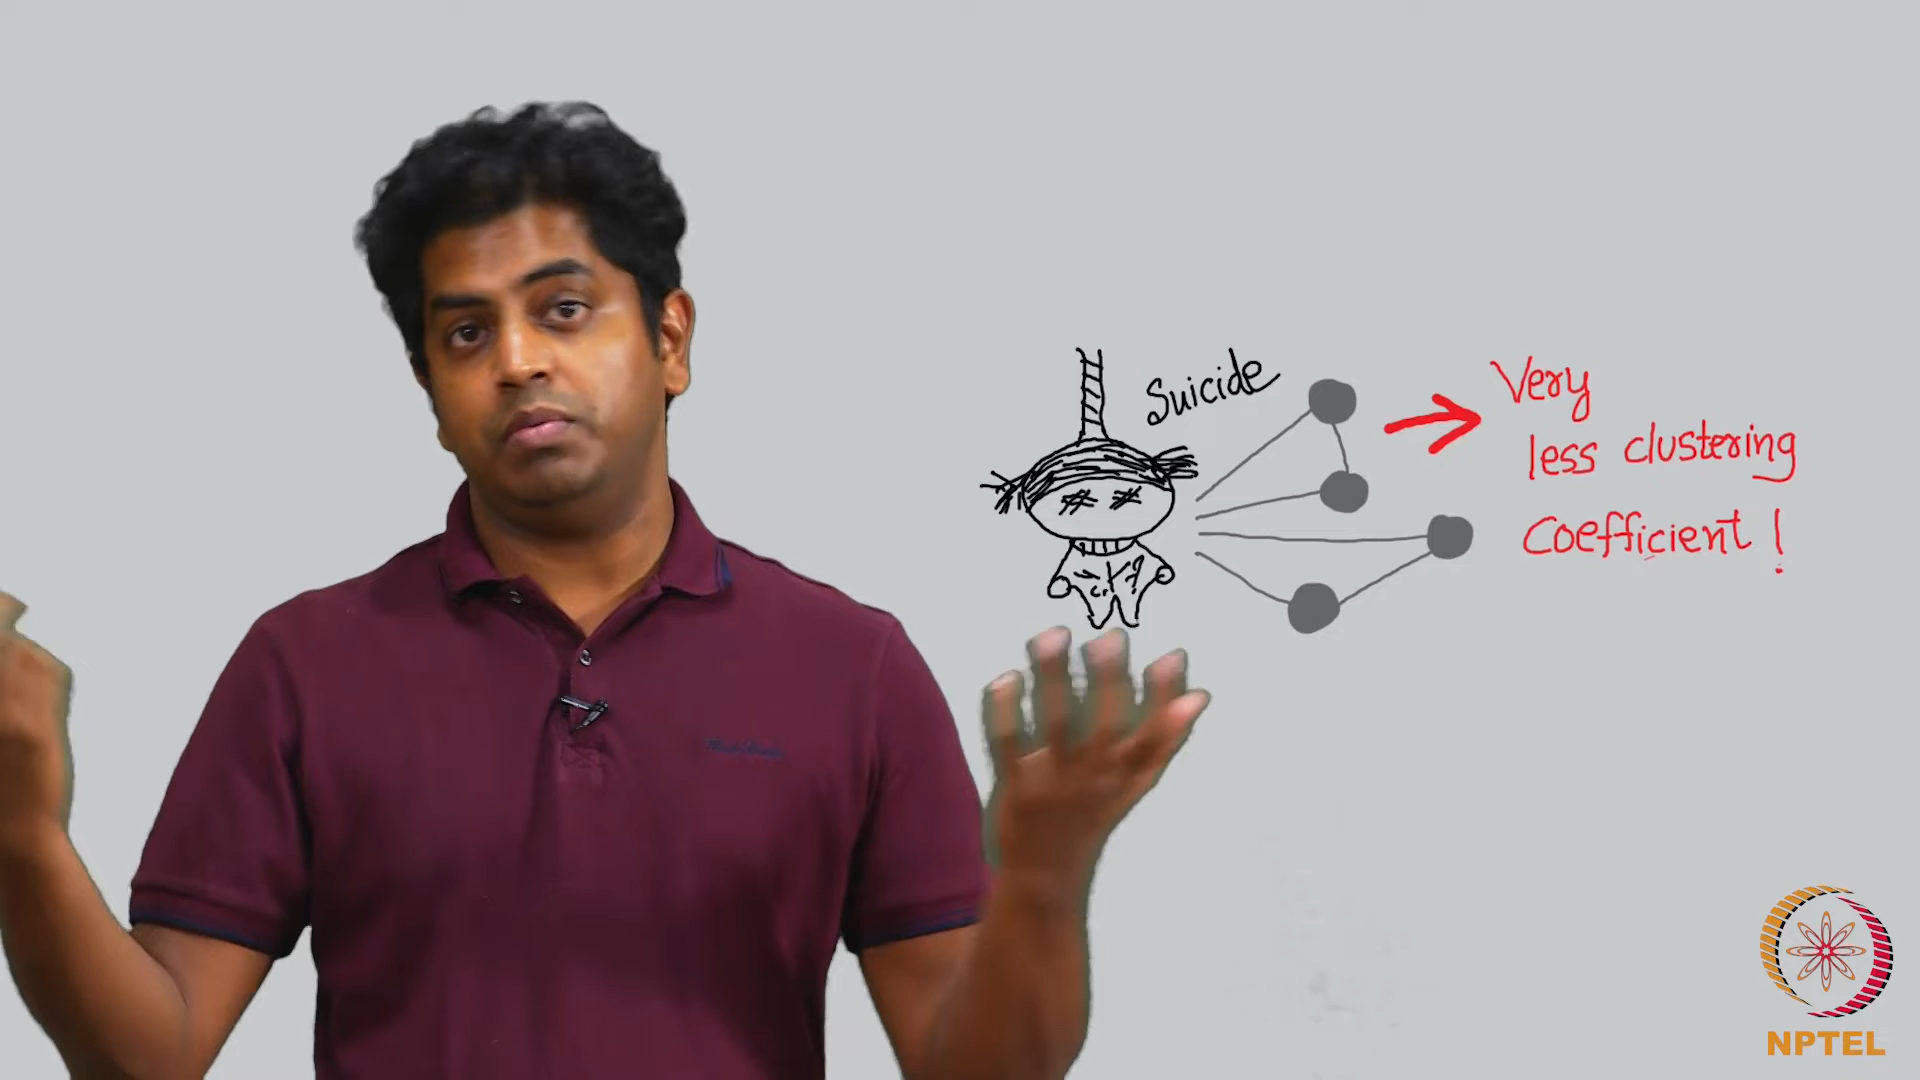 Suicide
Very
less clustering
coefficient !
NPTEL